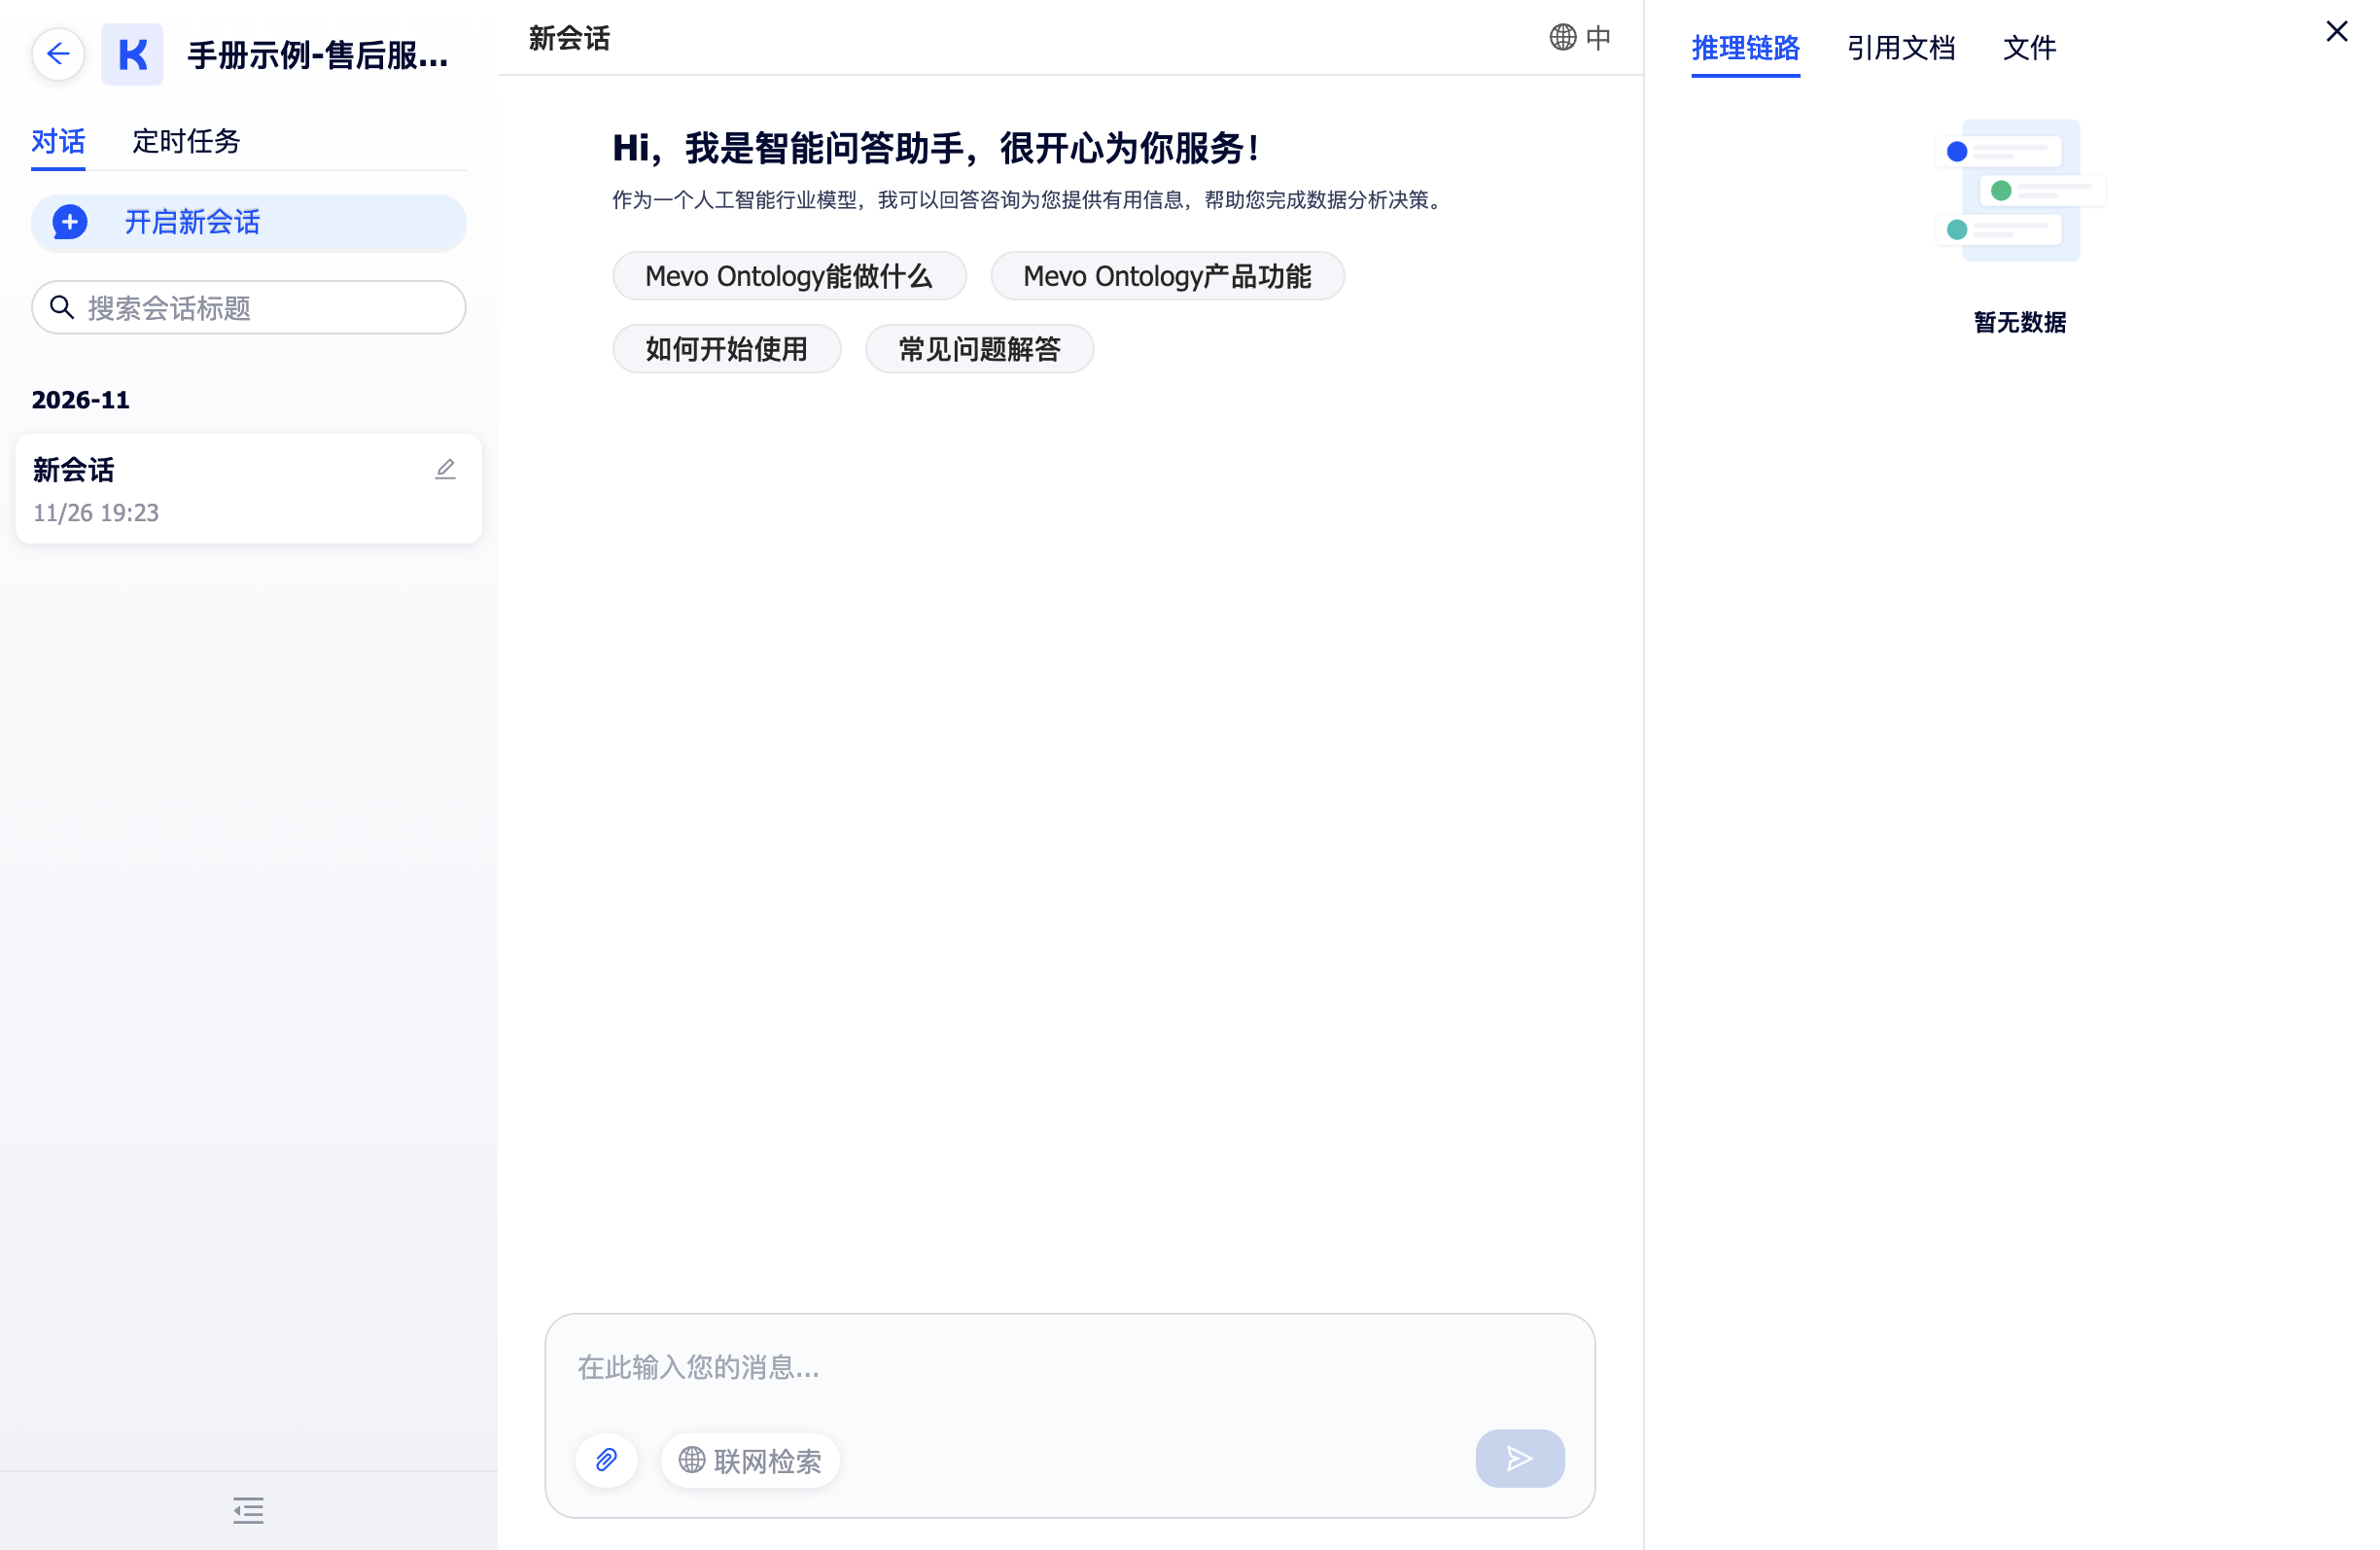 手册示例-售后服...
对话
定时任务
开启新会话
搜索会话标题
2026-11
新会话
11/26 19:23
新会话
中
Hi，我是智能问答助手，很开心为你服务！
作为一个人工智能行业模型，我可以回答咨询为您提供有用信息，帮助您完成数据分析决策。
Mevo Ontology能做什么
Mevo Ontology产品功能
如何开始使用
常见问题解答
在此输入您的消息...
联网检索
推理链路
引用文档
文件
暂无数据